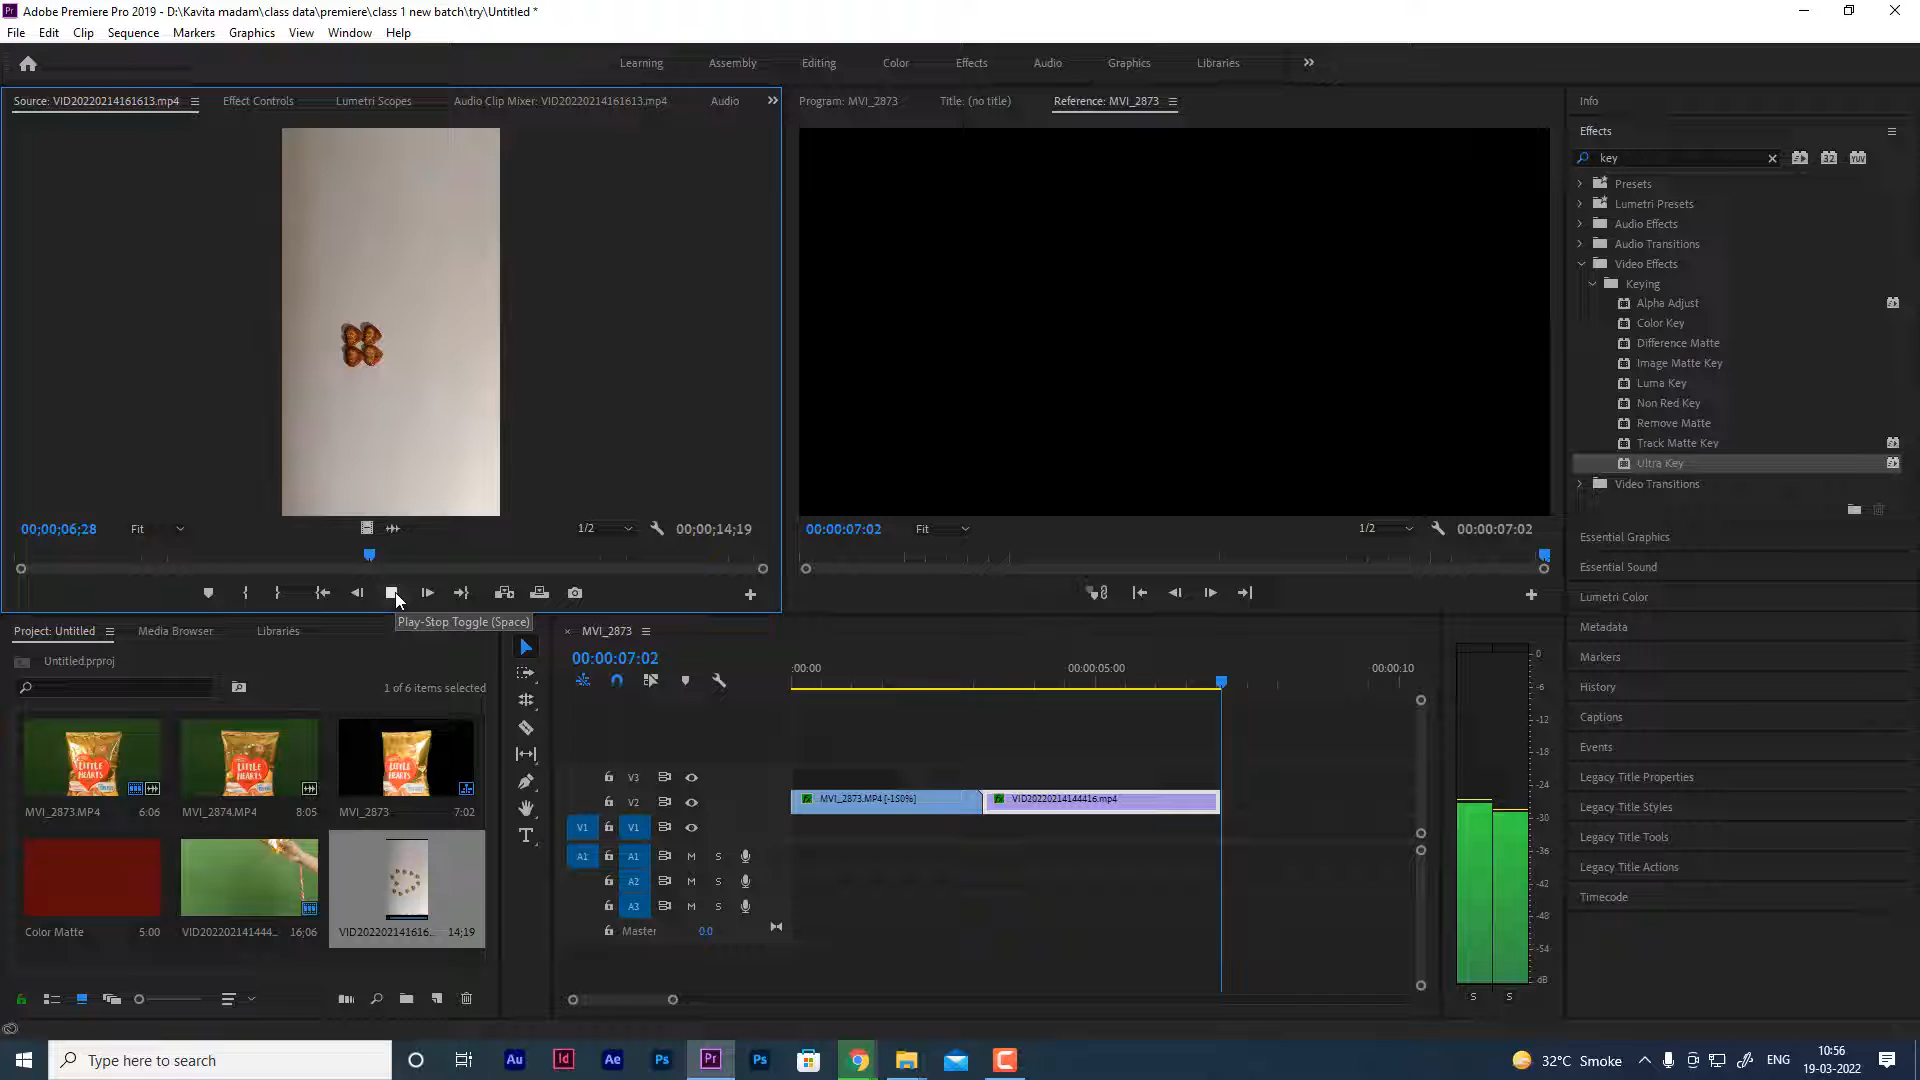 Adobe Premiere Pro 2019 - D:\Kavita madam\class data\premiere\class 1 new batch\try\Untitled *
File Edit Clip Sequence Markers Graphics View Window Help
Learning Assembly Editing Color Effects Audio Graphics Libraries
Source: VID20220214161613.mp4 Effect Controls Lumetri Scopes Audio Clip Mixer: VID20220214161613.mp4 Audio
Program: MVI_2873 Title: (no title) Reference: MVI_2873
Info
Effects
key
32 YUV
Presets
Lumetri Presets
Audio Effects
Audio Transitions
Video Effects
Keying
Alpha Adjust
Color Key
Difference Matte
Image Matte Key
Luma Key
Non Red Key
Remove Matte
Track Matte Key
Ultra Key
Video Transitions
00;00;06;28 Fit 1/2 00;00;14;19
00:00:07:02 Fit 1/2 00:00:07:02
Play-Stop Toggle (Space)
Essential Graphics
Essential Sound
Lumetri Color
Metadata
Markers
History
Captions
Events
Legacy Title Properties
Legacy Title Styles
Legacy Title Tools
Legacy Title Actions
Timecode
Project: Untitled Media Browser Libraries
Untitled.prproj
1 of 6 items selected
LITTLE HEARTS
LITTLE HEARTS
LITTLE HEARTS
MVI_2873.MP4 6:06
MVI_2874.MP4 8:05
MVI_2873 7:02
Color Matte 5:00
VID202202141444... 16;06
VID202202141616... 14;19
MVI_2873
00:00:07:02
:00:00 00:00:05:00 00:00:10
V3
V2
MVI_2873.MP4 [-150%] VID20220214144416.mp4
V1 V1
A1 A1 M S
A2 M S
A3 M S
Master 0.0
0
-6
-12
-18
-24
-30
-36
-42
-48
-54
dB
S S
Type here to search
Au Id Ae Ps Pr Ps
32°C Smoke
ENG
10:56
19-03-2022